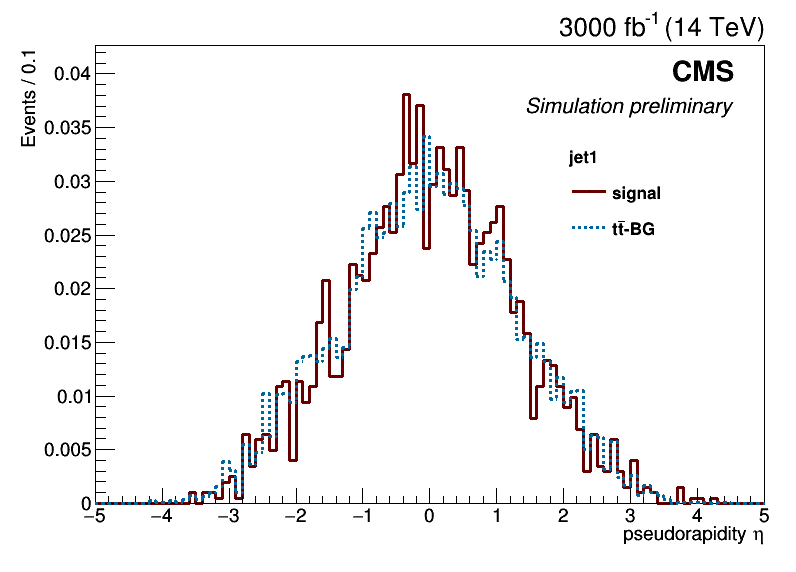 3000 fb⁻¹ (14 TeV)
CMS
Simulation preliminary
jet1
signal
tt̄-BG
Events / 0.1
0.04
0.035
0.03
0.025
0.02
0.015
0.01
0.005
0
−5 −4 −3 −2 −1 0 1 2 3 4 5
pseudorapidity η